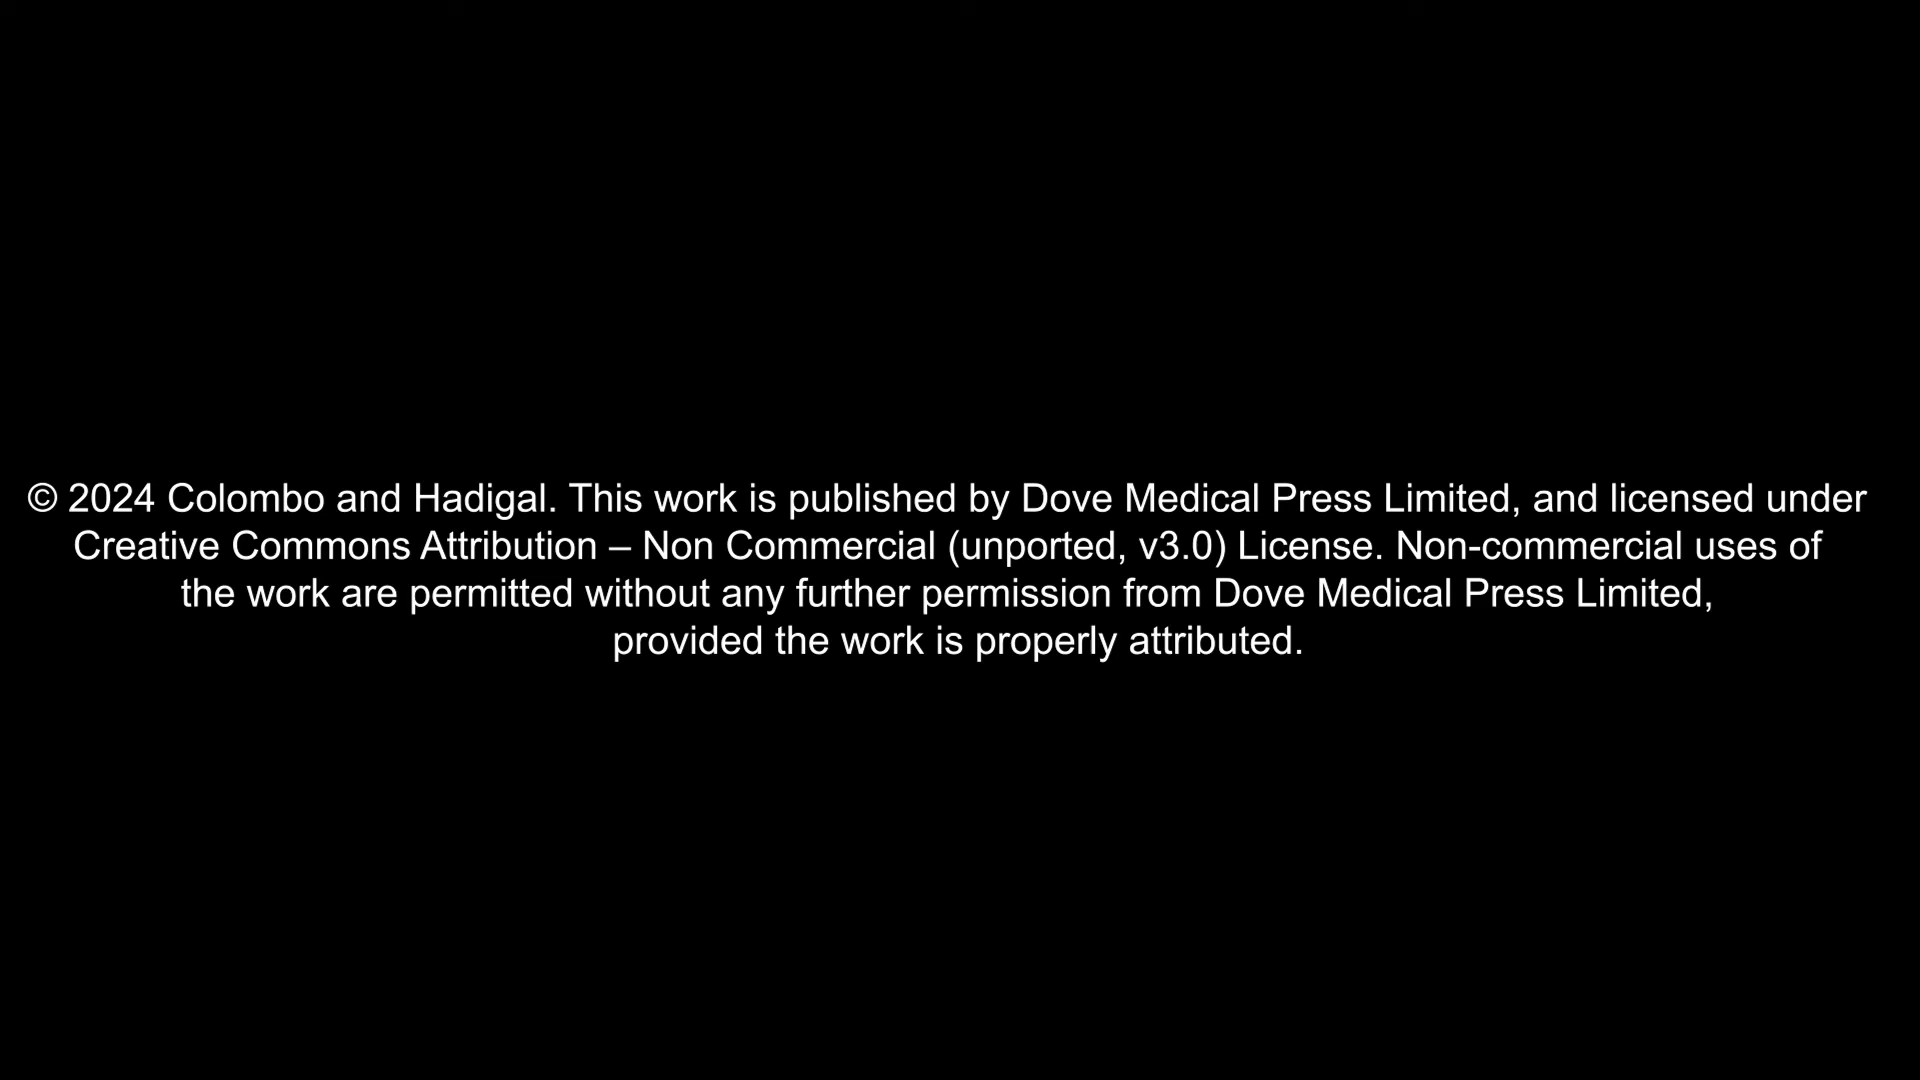 © 2024 Colombo and Hadigal. This work is published by Dove Medical Press Limited, and licensed under
Creative Commons Attribution – Non Commercial (unported, v3.0) License. Non-commercial uses of
the work are permitted without any further permission from Dove Medical Press Limited,
provided the work is properly attributed.